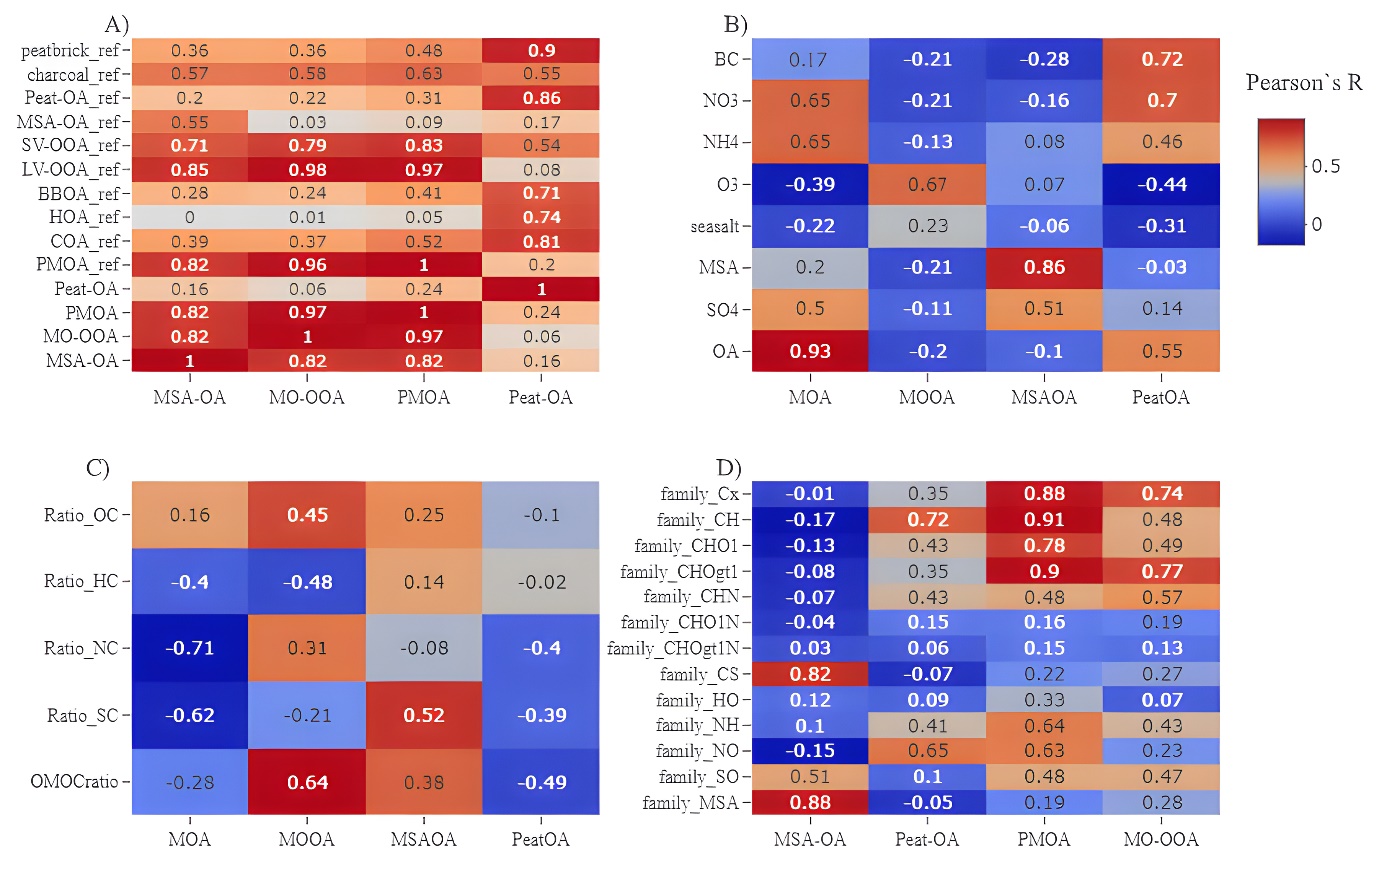 A)
peatbrick_ref 0.36 0.36 0.48 0.9
charcoal_ref 0.57 0.58 0.63 0.55
Peat-OA_ref 0.2 0.22 0.31 0.86
MSA-OA_ref 0.55 0.03 0.09 0.17
SV-OOA_ref 0.71 0.79 0.83 0.54
LV-OOA_ref 0.85 0.98 0.97 0.08
BBOA_ref 0.28 0.24 0.41 0.71
HOA_ref 0 0.01 0.05 0.74
COA_ref 0.39 0.37 0.52 0.81
PMOA_ref 0.82 0.96 1 0.2
Peat-OA 0.16 0.06 0.24 1
PMOA 0.82 0.97 1 0.24
MO-OOA 0.82 1 0.97 0.06
MSA-OA 1 0.82 0.82 0.16
MSA-OA MO-OOA PMOA Peat-OA
B)
BC 0.17 -0.21 -0.28 0.72
NO3 0.65 -0.21 -0.16 0.7
NH4 0.65 -0.13 0.08 0.46
O3 -0.39 0.67 0.07 -0.44
seasalt -0.22 0.23 -0.06 -0.31
MSA 0.2 -0.21 0.86 -0.03
SO4 0.5 -0.11 0.51 0.14
OA 0.93 -0.2 -0.1 0.55
MOA MOOA MSAOA PeatOA
Pearson`s R
0.5
0
C)
Ratio_OC 0.16 0.45 0.25 -0.1
Ratio_HC -0.4 -0.48 0.14 -0.02
Ratio_NC -0.71 0.31 -0.08 -0.4
Ratio_SC -0.62 -0.21 0.52 -0.39
OMOCratio -0.28 0.64 0.38 -0.49
MOA MOOA MSAOA PeatOA
D)
family_Cx -0.01 0.35 0.88 0.74
family_CH -0.17 0.72 0.91 0.48
family_CHO1 -0.13 0.43 0.78 0.49
family_CHOgt1 -0.08 0.35 0.9 0.77
family_CHN -0.07 0.43 0.48 0.57
family_CHO1N -0.04 0.15 0.16 0.19
family_CHOgt1N 0.03 0.06 0.15 0.13
family_CS 0.82 -0.07 0.22 0.27
family_HO 0.12 0.09 0.33 0.07
family_NH 0.1 0.41 0.64 0.43
family_NO -0.15 0.65 0.63 0.23
family_SO 0.51 0.1 0.48 0.47
family_MSA 0.88 -0.05 0.19 0.28
MSA-OA Peat-OA PMOA MO-OOA